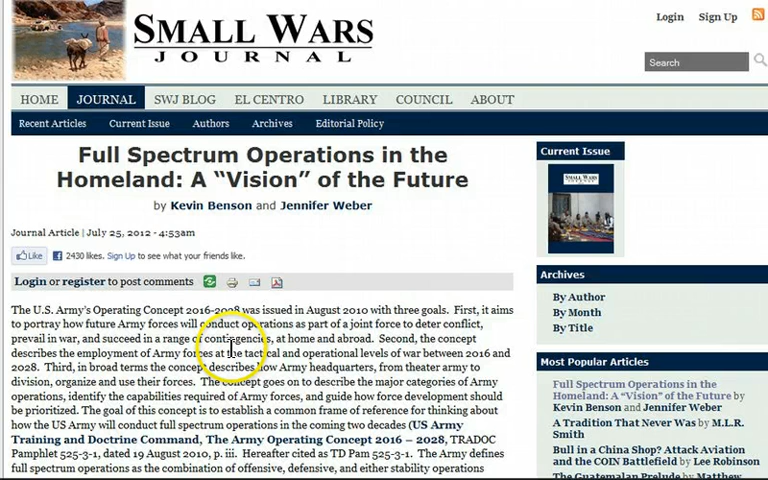 SMALL WARS
JOURNAL
Login Sign Up
Search
HOME JOURNAL SWJ BLOG EL CENTRO LIBRARY COUNCIL ABOUT
Recent Articles Current Issue Authors Archives Editorial Policy
Full Spectrum Operations in the
Homeland: A “Vision” of the Future
by Kevin Benson and Jennifer Weber
Journal Article | July 25, 2012 - 4:53am
Like 2430 likes. Sign Up to see what your friends like.
Login or register to post comments
The U.S. Army's Operating Concept 2016-2028 was issued in August 2010 with three goals. First, it aims
to portray how future Army forces will conduct operations as part of a joint force to deter conflict,
prevail in war, and succeed in a range of contingencies, at home and abroad. Second, the concept
describes the employment of Army forces at the tactical and operational levels of war between 2016 and
2028. Third, in broad terms the concept describes how Army headquarters, from theater army to
division, organize and use their forces. The concept goes on to describe the major categories of Army
operations, identify the capabilities required of Army forces, and guide how force development should
be prioritized. The goal of this concept is to establish a common frame of reference for thinking about
how the US Army will conduct full spectrum operations in the coming two decades (US Army
Training and Doctrine Command, The Army Operating Concept 2016 – 2028, TRADOC
Pamphlet 525-3-1, dated 19 August 2010, p. iii. Hereafter cited as TD Pam 525-3-1. The Army defines
full spectrum operations as the combination of offensive, defensive, and either stability operations
Current Issue
SMALL WARS
Archives
By Author
By Month
By Title
Most Popular Articles
Full Spectrum Operations in the
Homeland: A “Vision” of the Future by
Kevin Benson and Jennifer Weber
A Tradition That Never Was by M.L.R.
Smith
Bull in a China Shop? Attack Aviation
and the COIN Battlefield by Lee Robinson
The Guatemala Prelude by Matthew